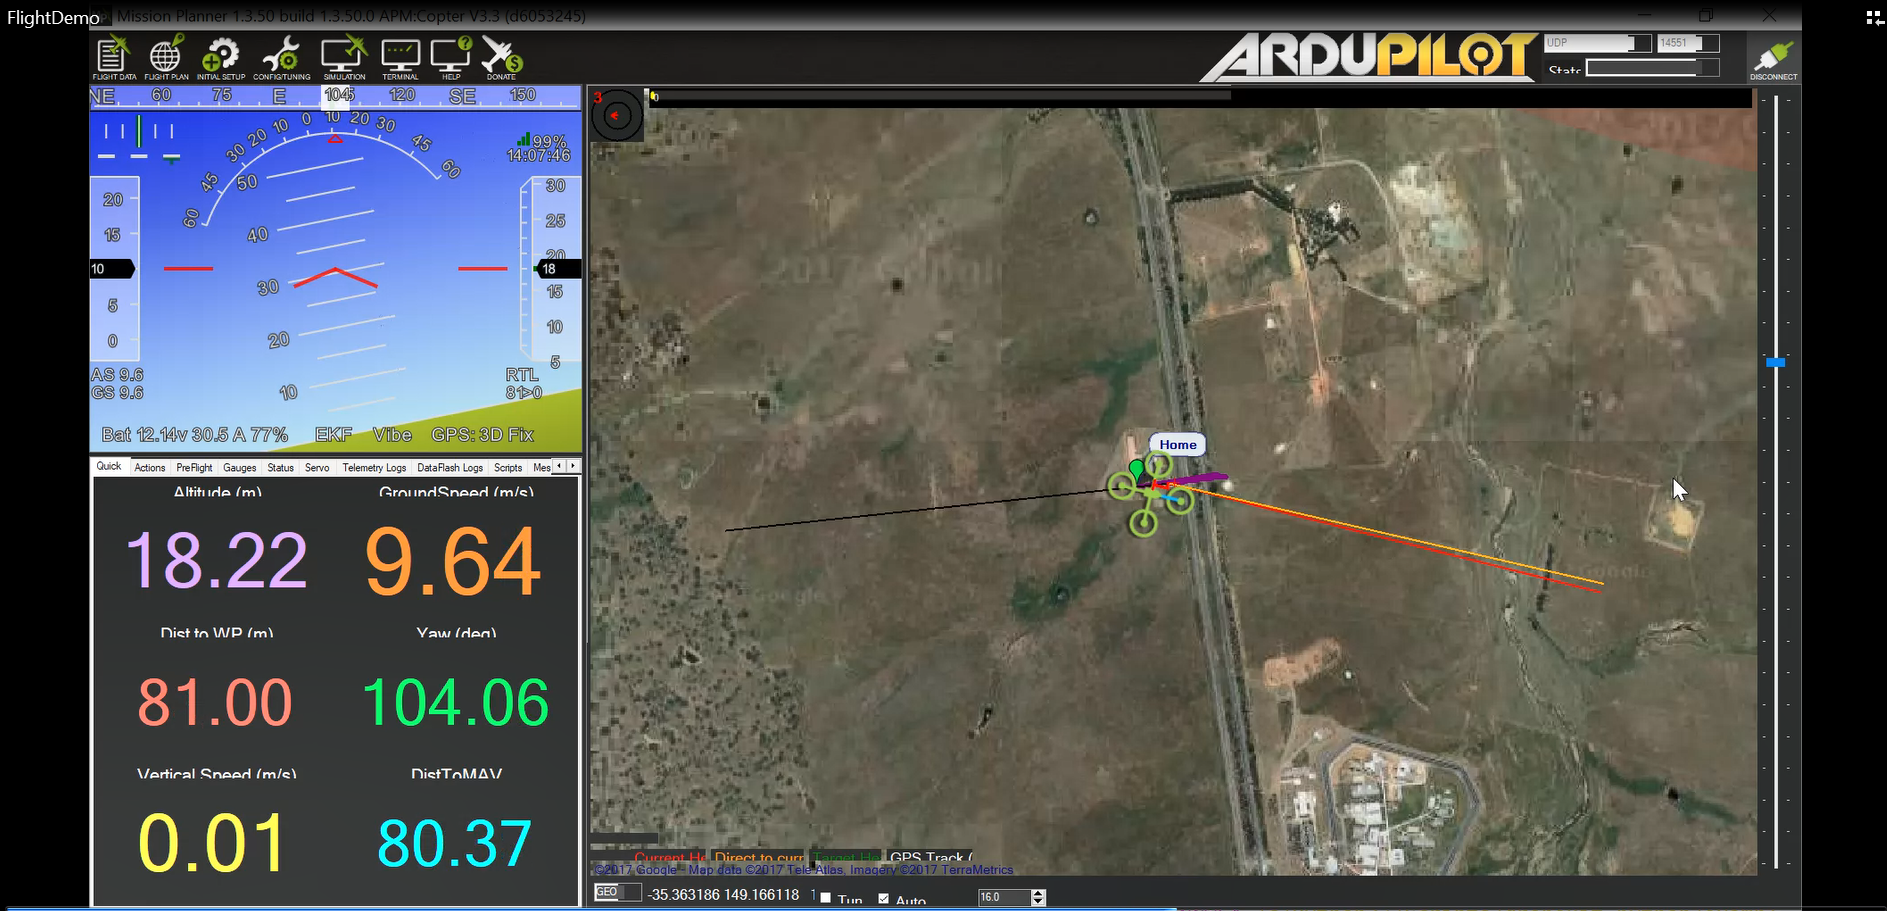 FlightDemo
Mission Planner 1.3.50 build 1.3.50.0 APM:Copter V3.3 (d6053245)
FLIGHT DATA FLIGHT PLAN INITIAL SETUP CONFIG/TUNING SIMULATION TERMINAL HELP DONATE
ARDUPILOT
UDP 14551
Stats
DISCONNECT
NE 60 75 E 104 5 120 SE 150
60 45 30 20 10 0 10 20 30 45 60
99%
14:07:46
50
40
30
20
10
20
15
10
5
0
30
25
20
18
15
10
5
AS 9.6
GS 9.6
RTL
81>0
Bat 12.14v 30.5 A 77% EKF Vibe GPS: 3D Fix
Quick Actions PreFlight Gauges Status Servo Telemetry Logs DataFlash Logs Scripts Mes
Altitude (m) GroundSpeed (m/s)
18.22 9.64
Dist to WP (m) Yaw (deg)
81.00 104.06
Vertical Speed (m/s) DistToMAV
0.01 80.37
3
0
Home
Google
Google
Current He Direct to curr Target He GPS Track (
©2017 Google - Map data ©2017 Tele Atlas, Imagery ©2017 TerraMetrics
GEO -35.363186 149.166118 Tun Auto 16.0